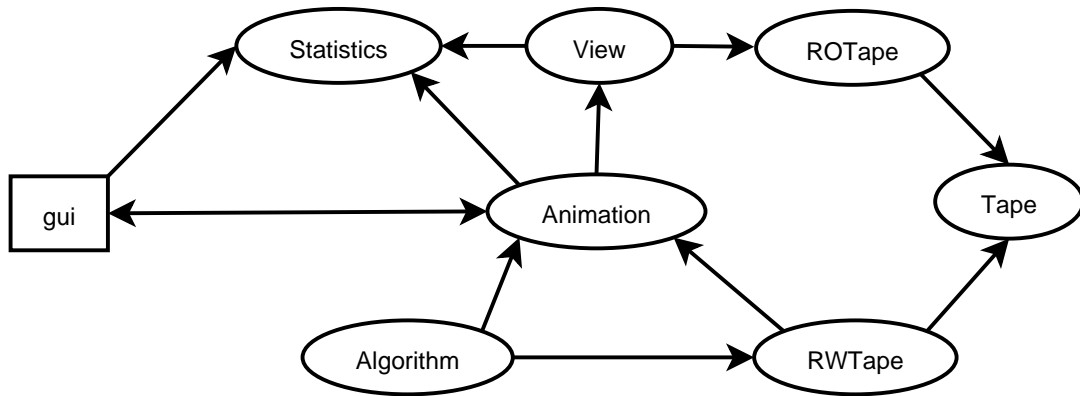 Statistics
View
ROTape
gui
Animation
Tape
Algorithm
RWTape